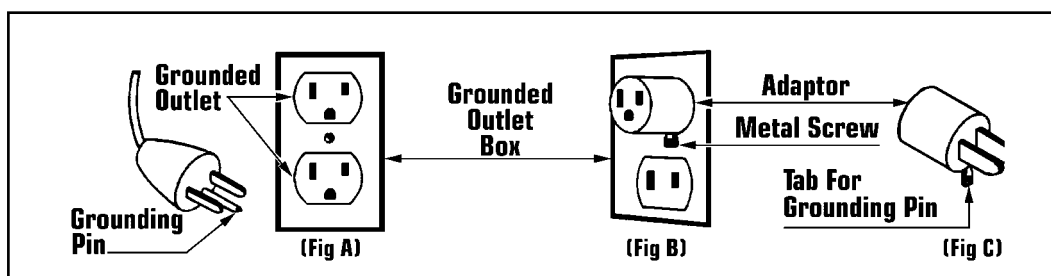 Grounded
Outlet
Grounding
Pin
(Fig A)
Grounded
Outlet
Box
(Fig B)
Adaptor
Metal Screw
Tab For
Grounding Pin
(Fig C)